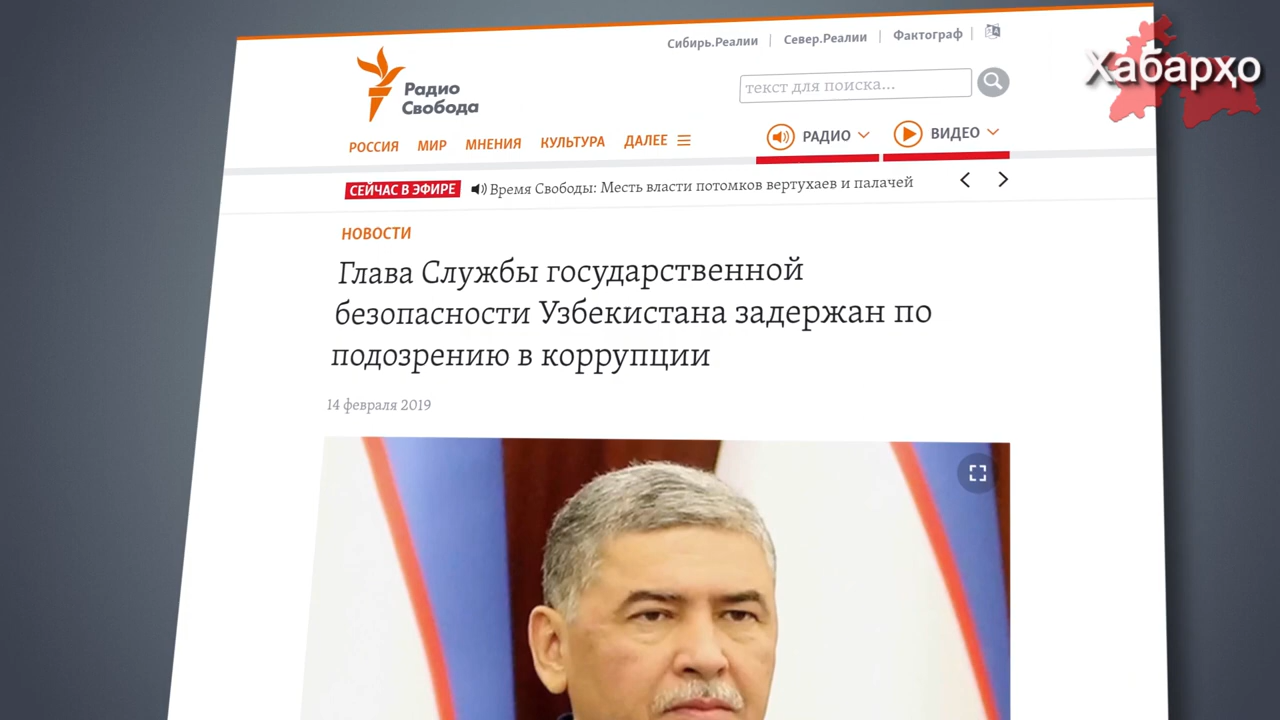 Сибирь.Реалии | Север.Реалии | Фактограф |
Хабарҳо
Радио
Свобода
текст для поиска...
РОССИЯ МИР МНЕНИЯ КУЛЬТУРА ДАЛЕЕ
РАДИО ВИДЕО
СЕЙЧАС В ЭФИРЕ Время Свободы: Месть власти потомков вертухаев и палачей
НОВОСТИ
Глава Службы государственной
безопасности Узбекистана задержан по
подозрению в коррупции
14 февраля 2019